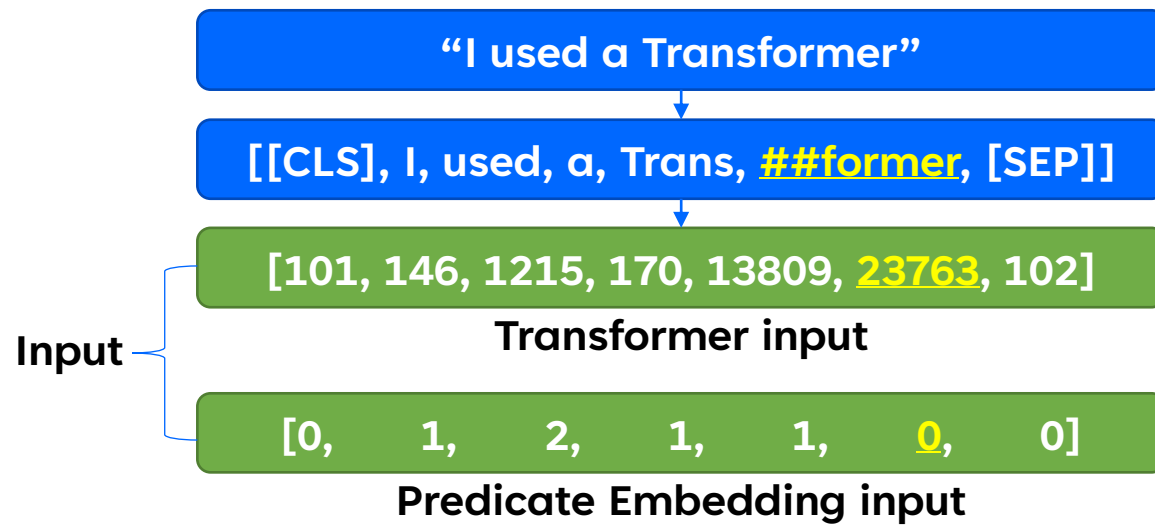 “I used a Transformer”
[[CLS], I, used, a, Trans, ##former, [SEP]]
[101, 146, 1215, 170, 13809, 23763, 102]
Transformer input
Input
[0, 1, 2, 1, 1, 0, 0]
Predicate Embedding input